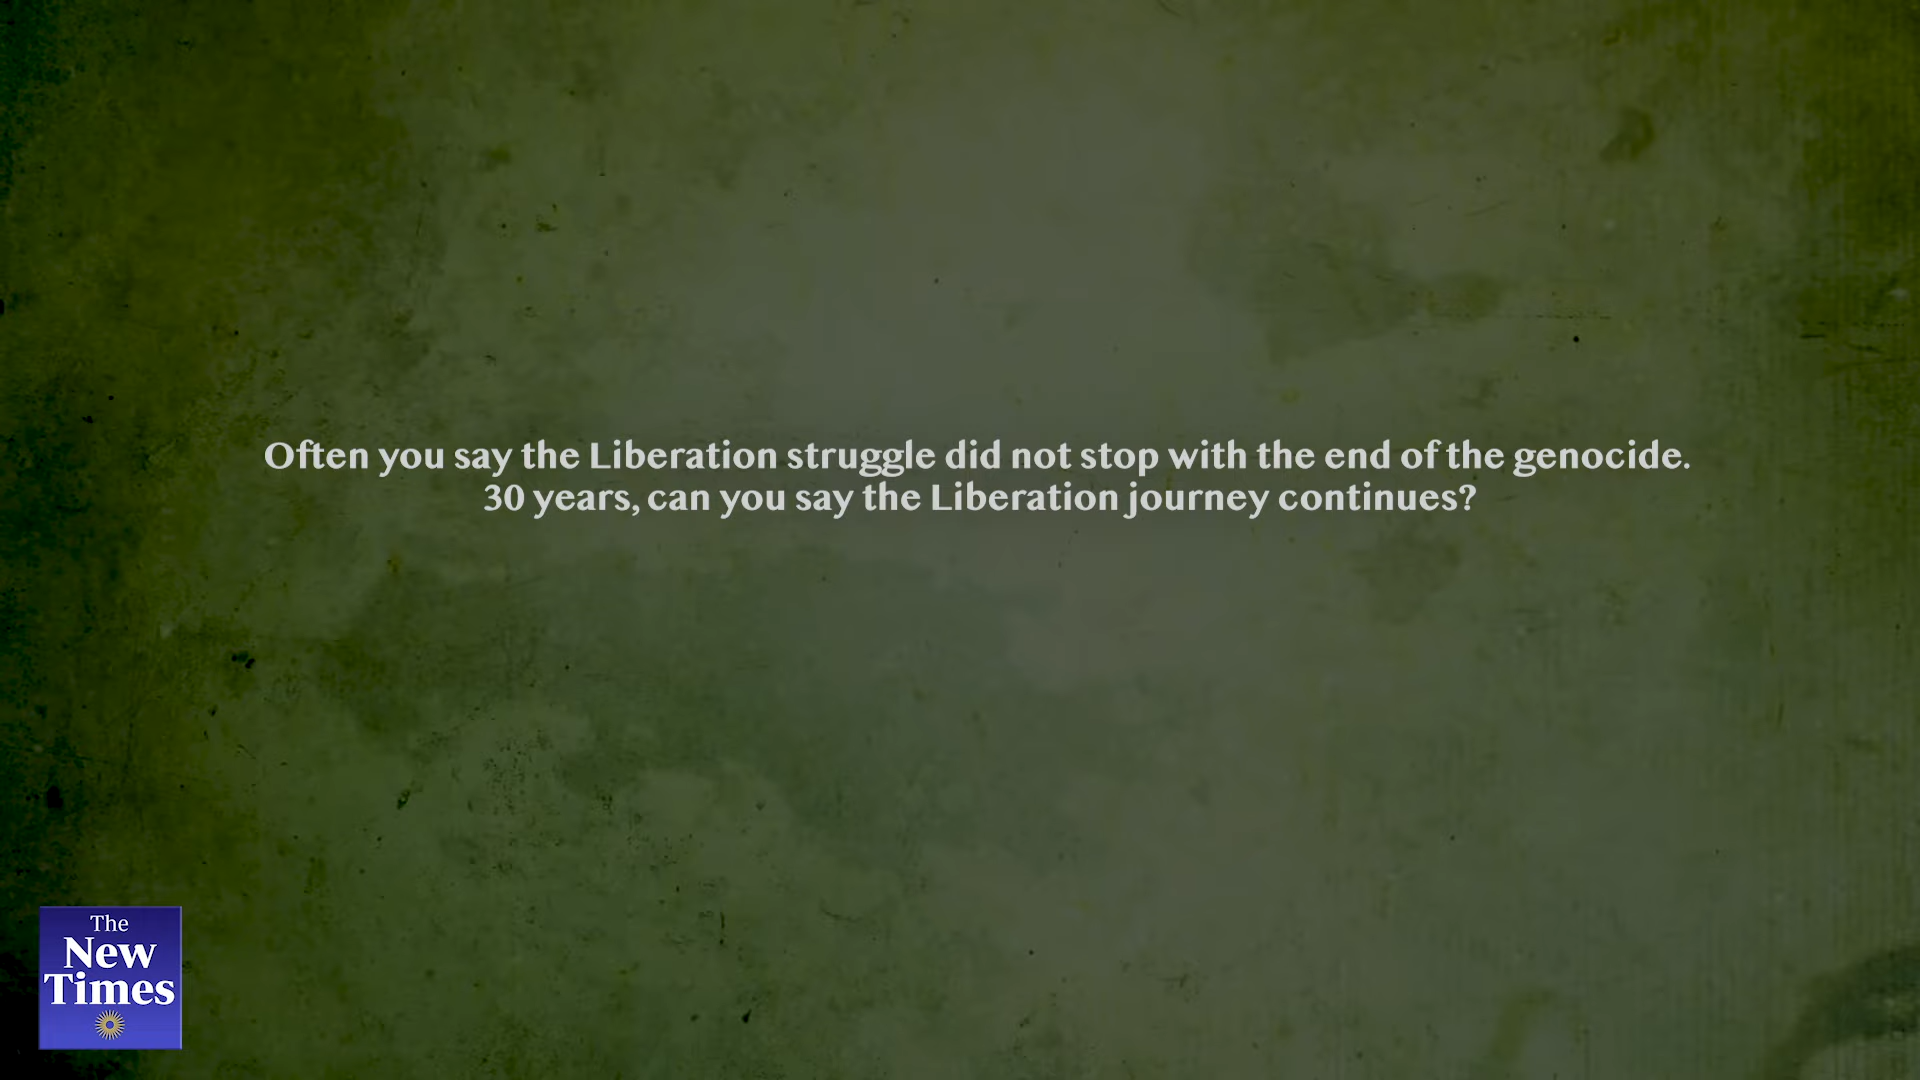 Often you say the Liberation struggle did not stop with the end of the genocide.
30 years, can you say the Liberation journey continues?
The
New
Times